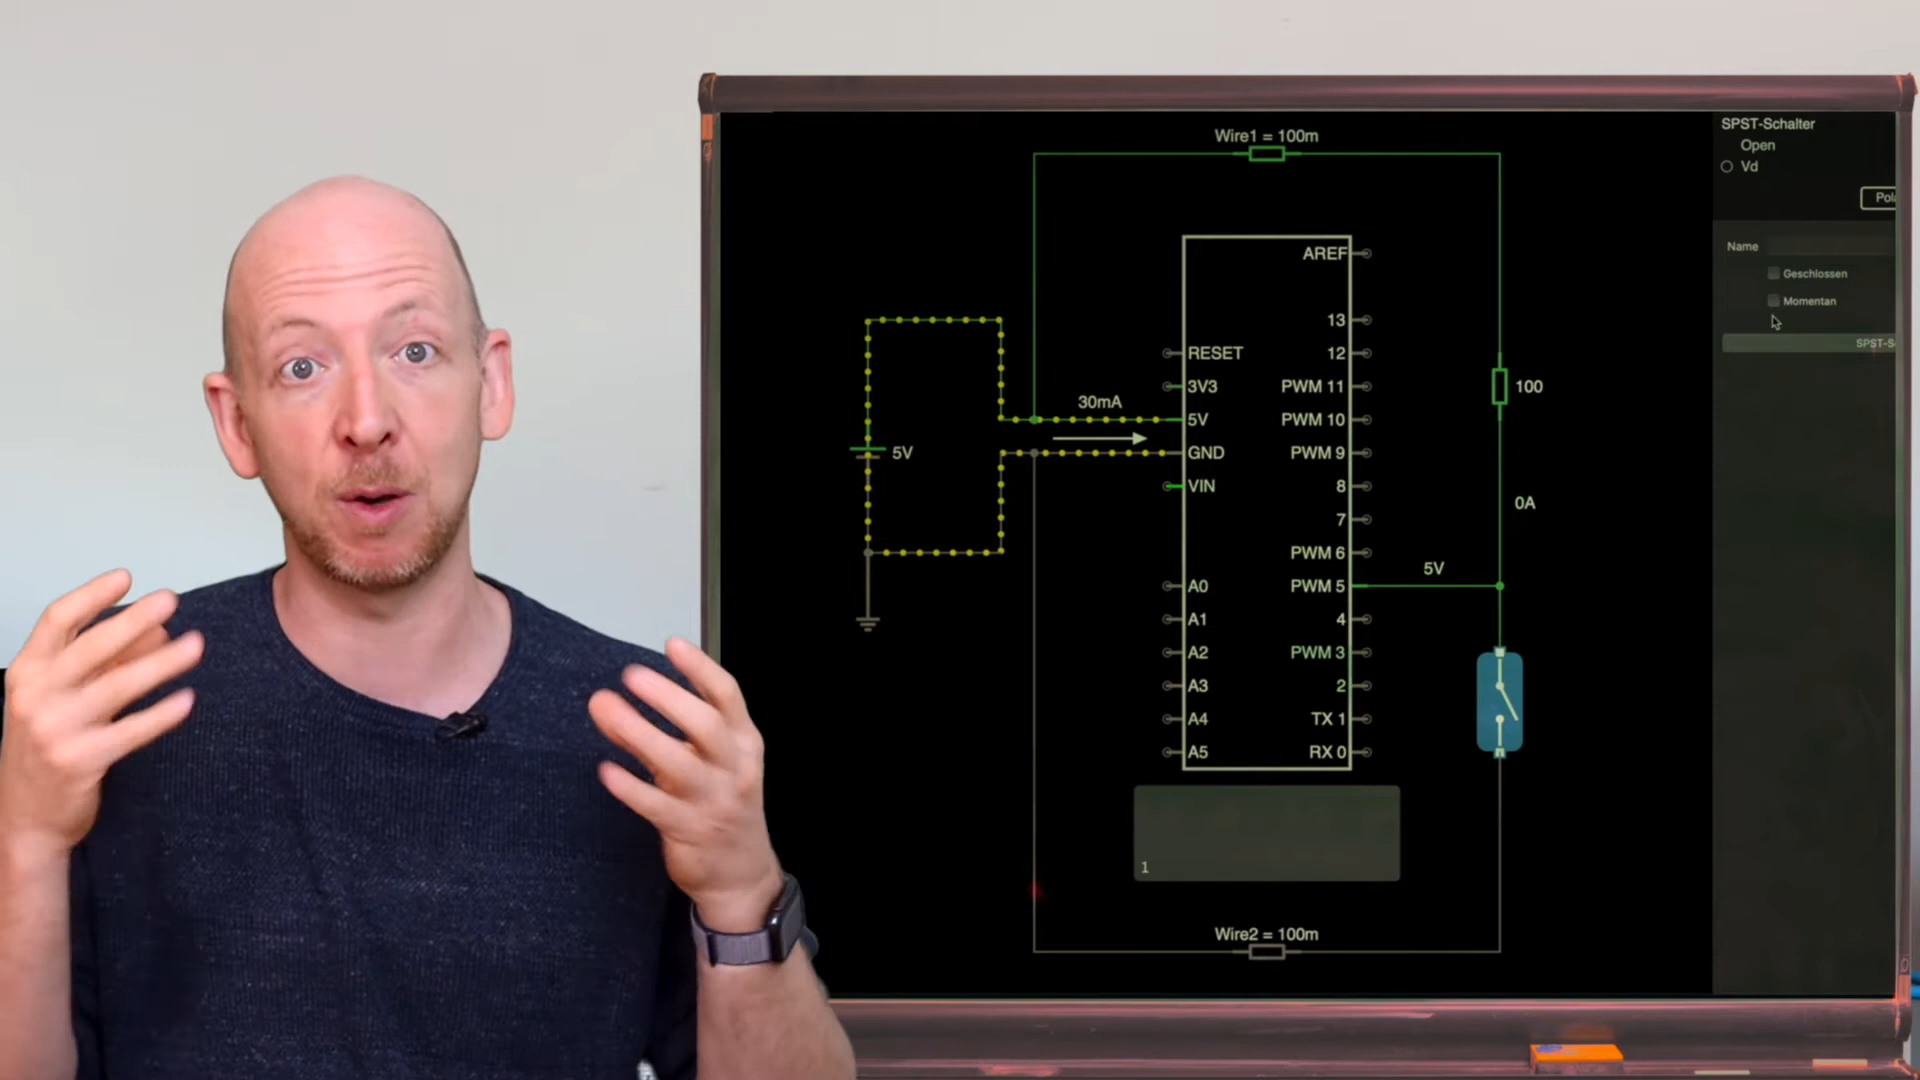 Wire1 = 100m
AREF
13
RESET
12
3V3
PWM 11
30mA
5V
PWM 10
5V
GND
PWM 9
VIN
8
7
PWM 6
A0
PWM 5
A1
4
A2
PWM 3
A3
2
A4
TX 1
A5
RX 0
1
Wire2 = 100m
100
0A
5V
SPST-Schalter
Open
Vd
Name
Geschlossen
Momentan